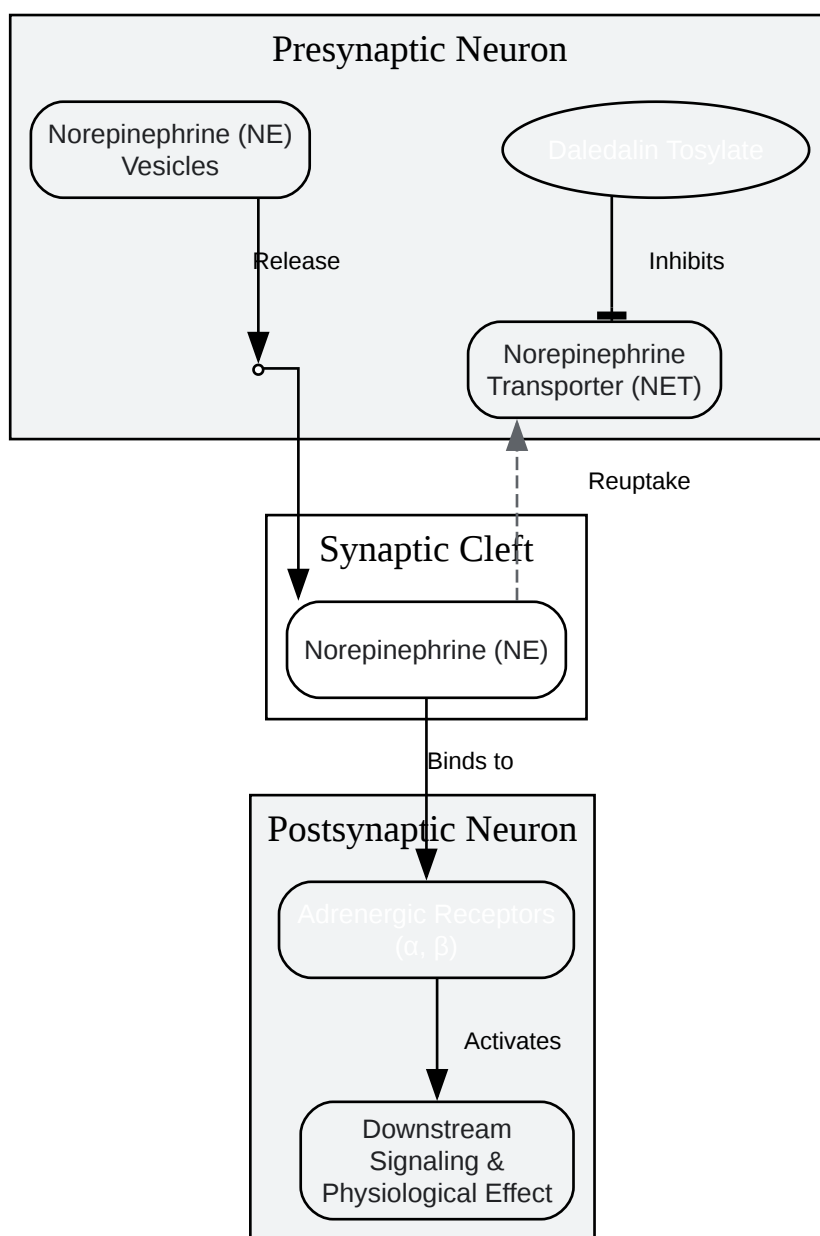 Presynaptic Neuron
Norepinephrine (NE)
Vesicles
Daledalin Tosylate
Release
Inhibits
Norepinephrine
Transporter (NET)
Reuptake
Synaptic Cleft
Norepinephrine (NE)
Binds to
Postsynaptic Neuron
Adrenergic Receptors
(α, β)
Activates
Downstream
Signaling &
Physiological Effect